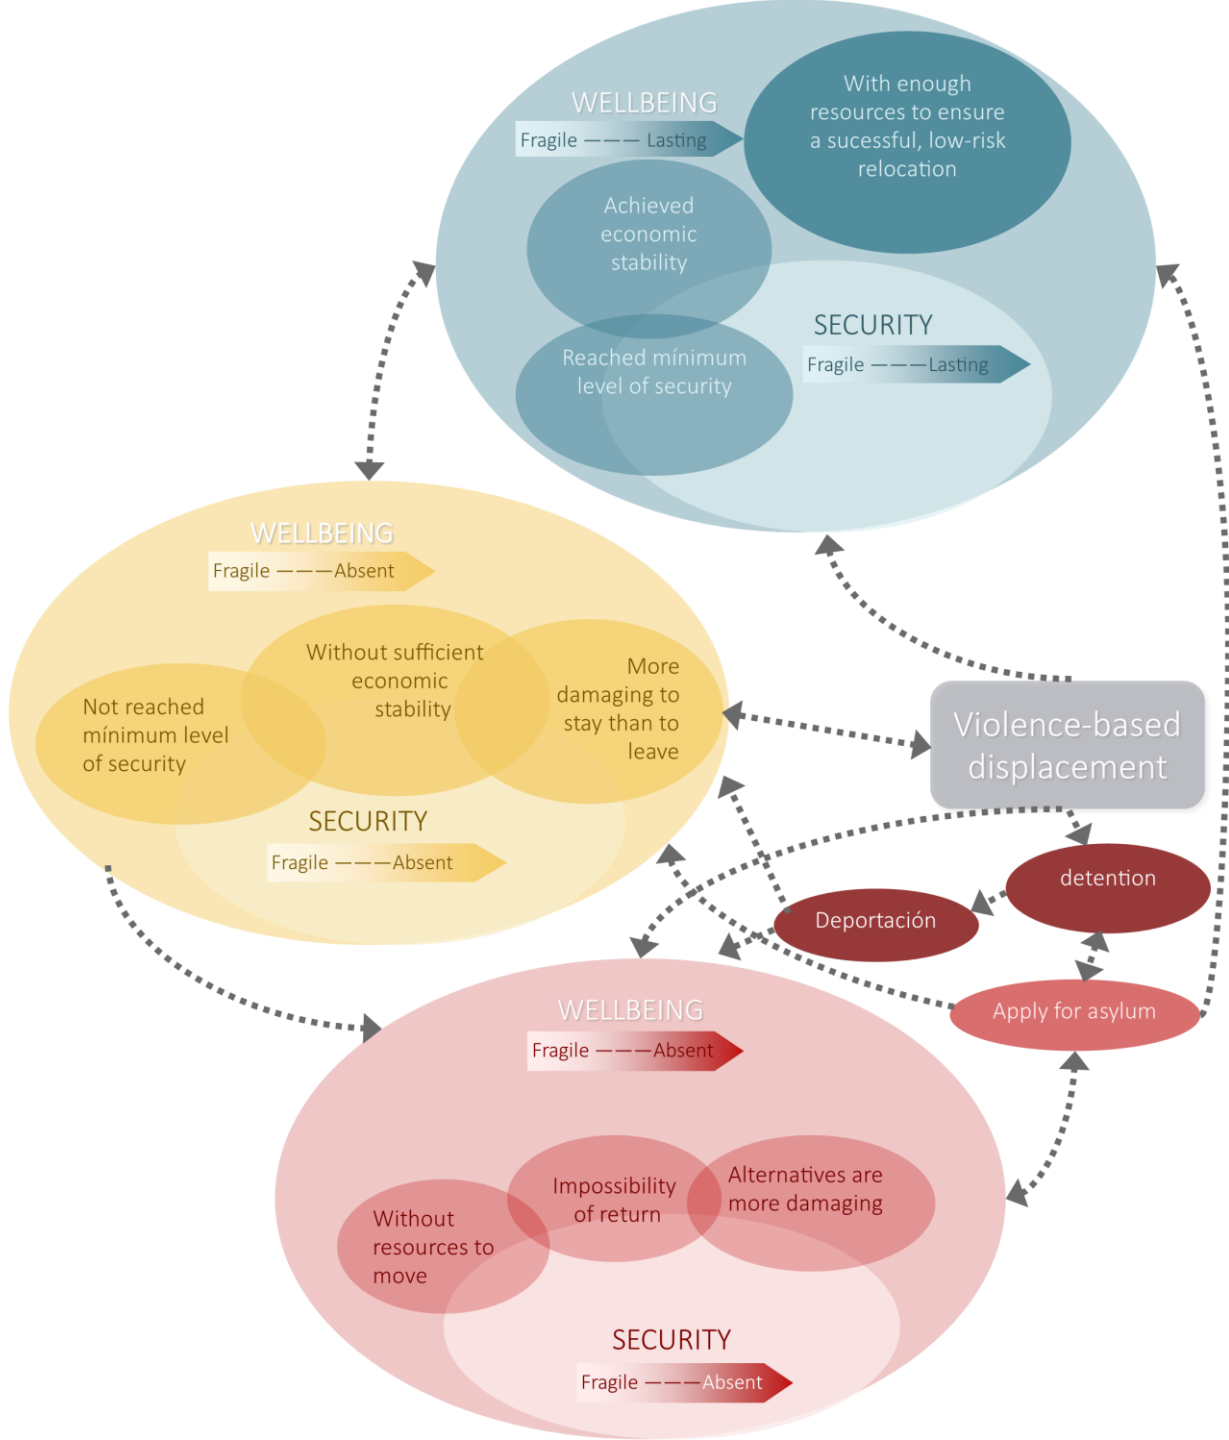 WELLBEING
Fragile ——— Lasting
With enough
resources to ensure
a sucessful, low-risk
relocation
Achieved
economic
stability
SECURITY
Fragile ———Lasting
Reached mínimum
level of security
WELLBEING
Fragile ———Absent
Without sufficient
economic
stability
More
damaging to
stay than to
leave
Not reached
mínimum level
of security
SECURITY
Fragile ———Absent
Violence-based
displacement
detention
Deportación
Apply for asylum
WELLBEING
Fragile ———Absent
Impossibility
of return
Alternatives are
more damaging
Without
resources to
move
SECURITY
Fragile ———Absent